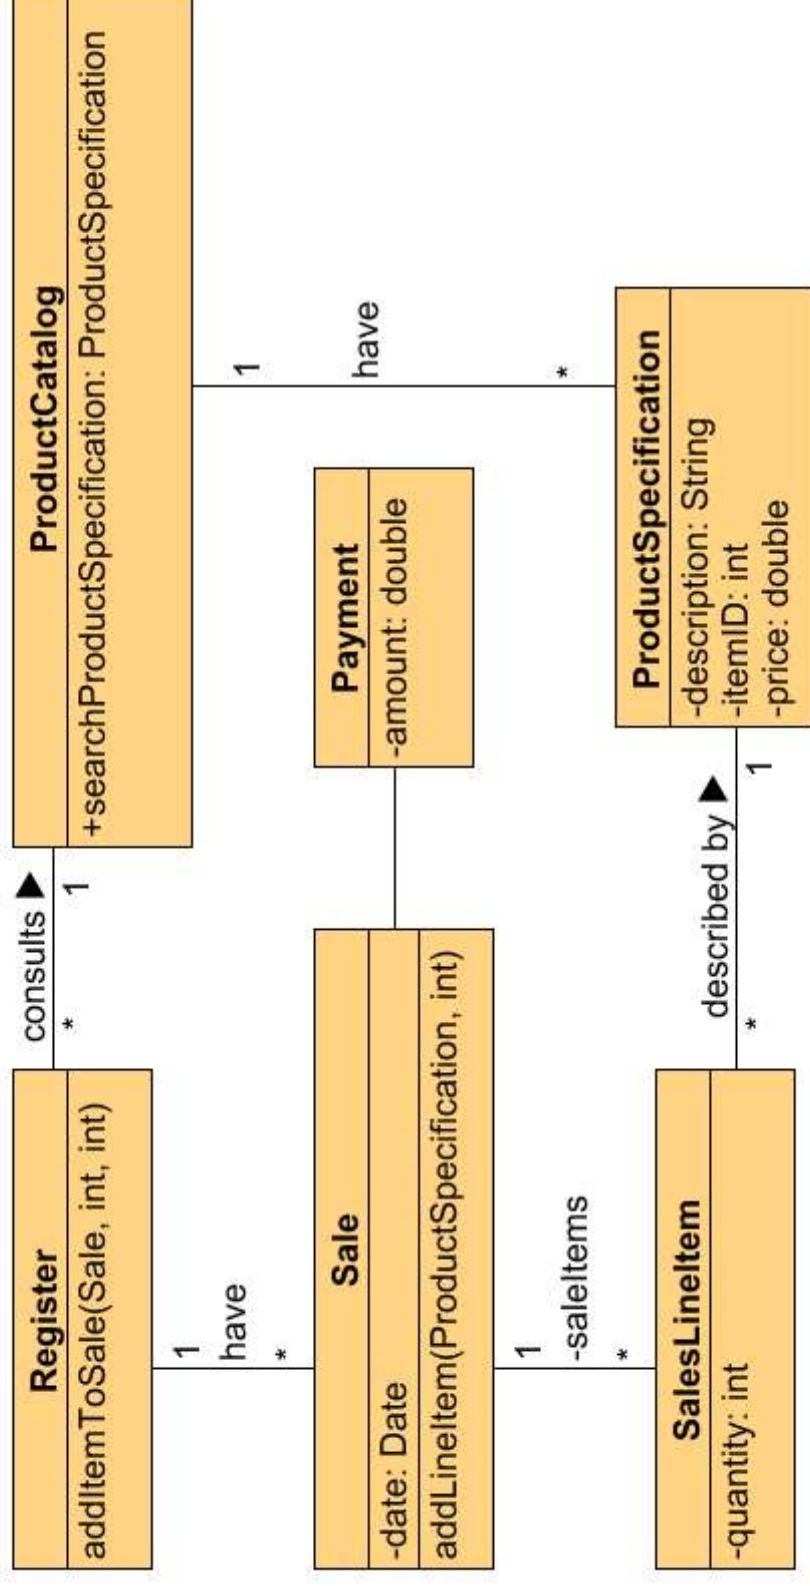 Register
addItemToSale(Sale, int, int)
consults ▶
*
1
ProductCatalog
+searchProductSpecification: ProductSpecification
1
have
*
Sale
-date: Date
addLineItem(ProductSpecification, int)
Payment
-amount: double
1
have
*
1
-saleItems
*
SalesLineItem
-quantity: int
described by ▶
*
1
ProductSpecification
-description: String
-itemID: int
-price: double